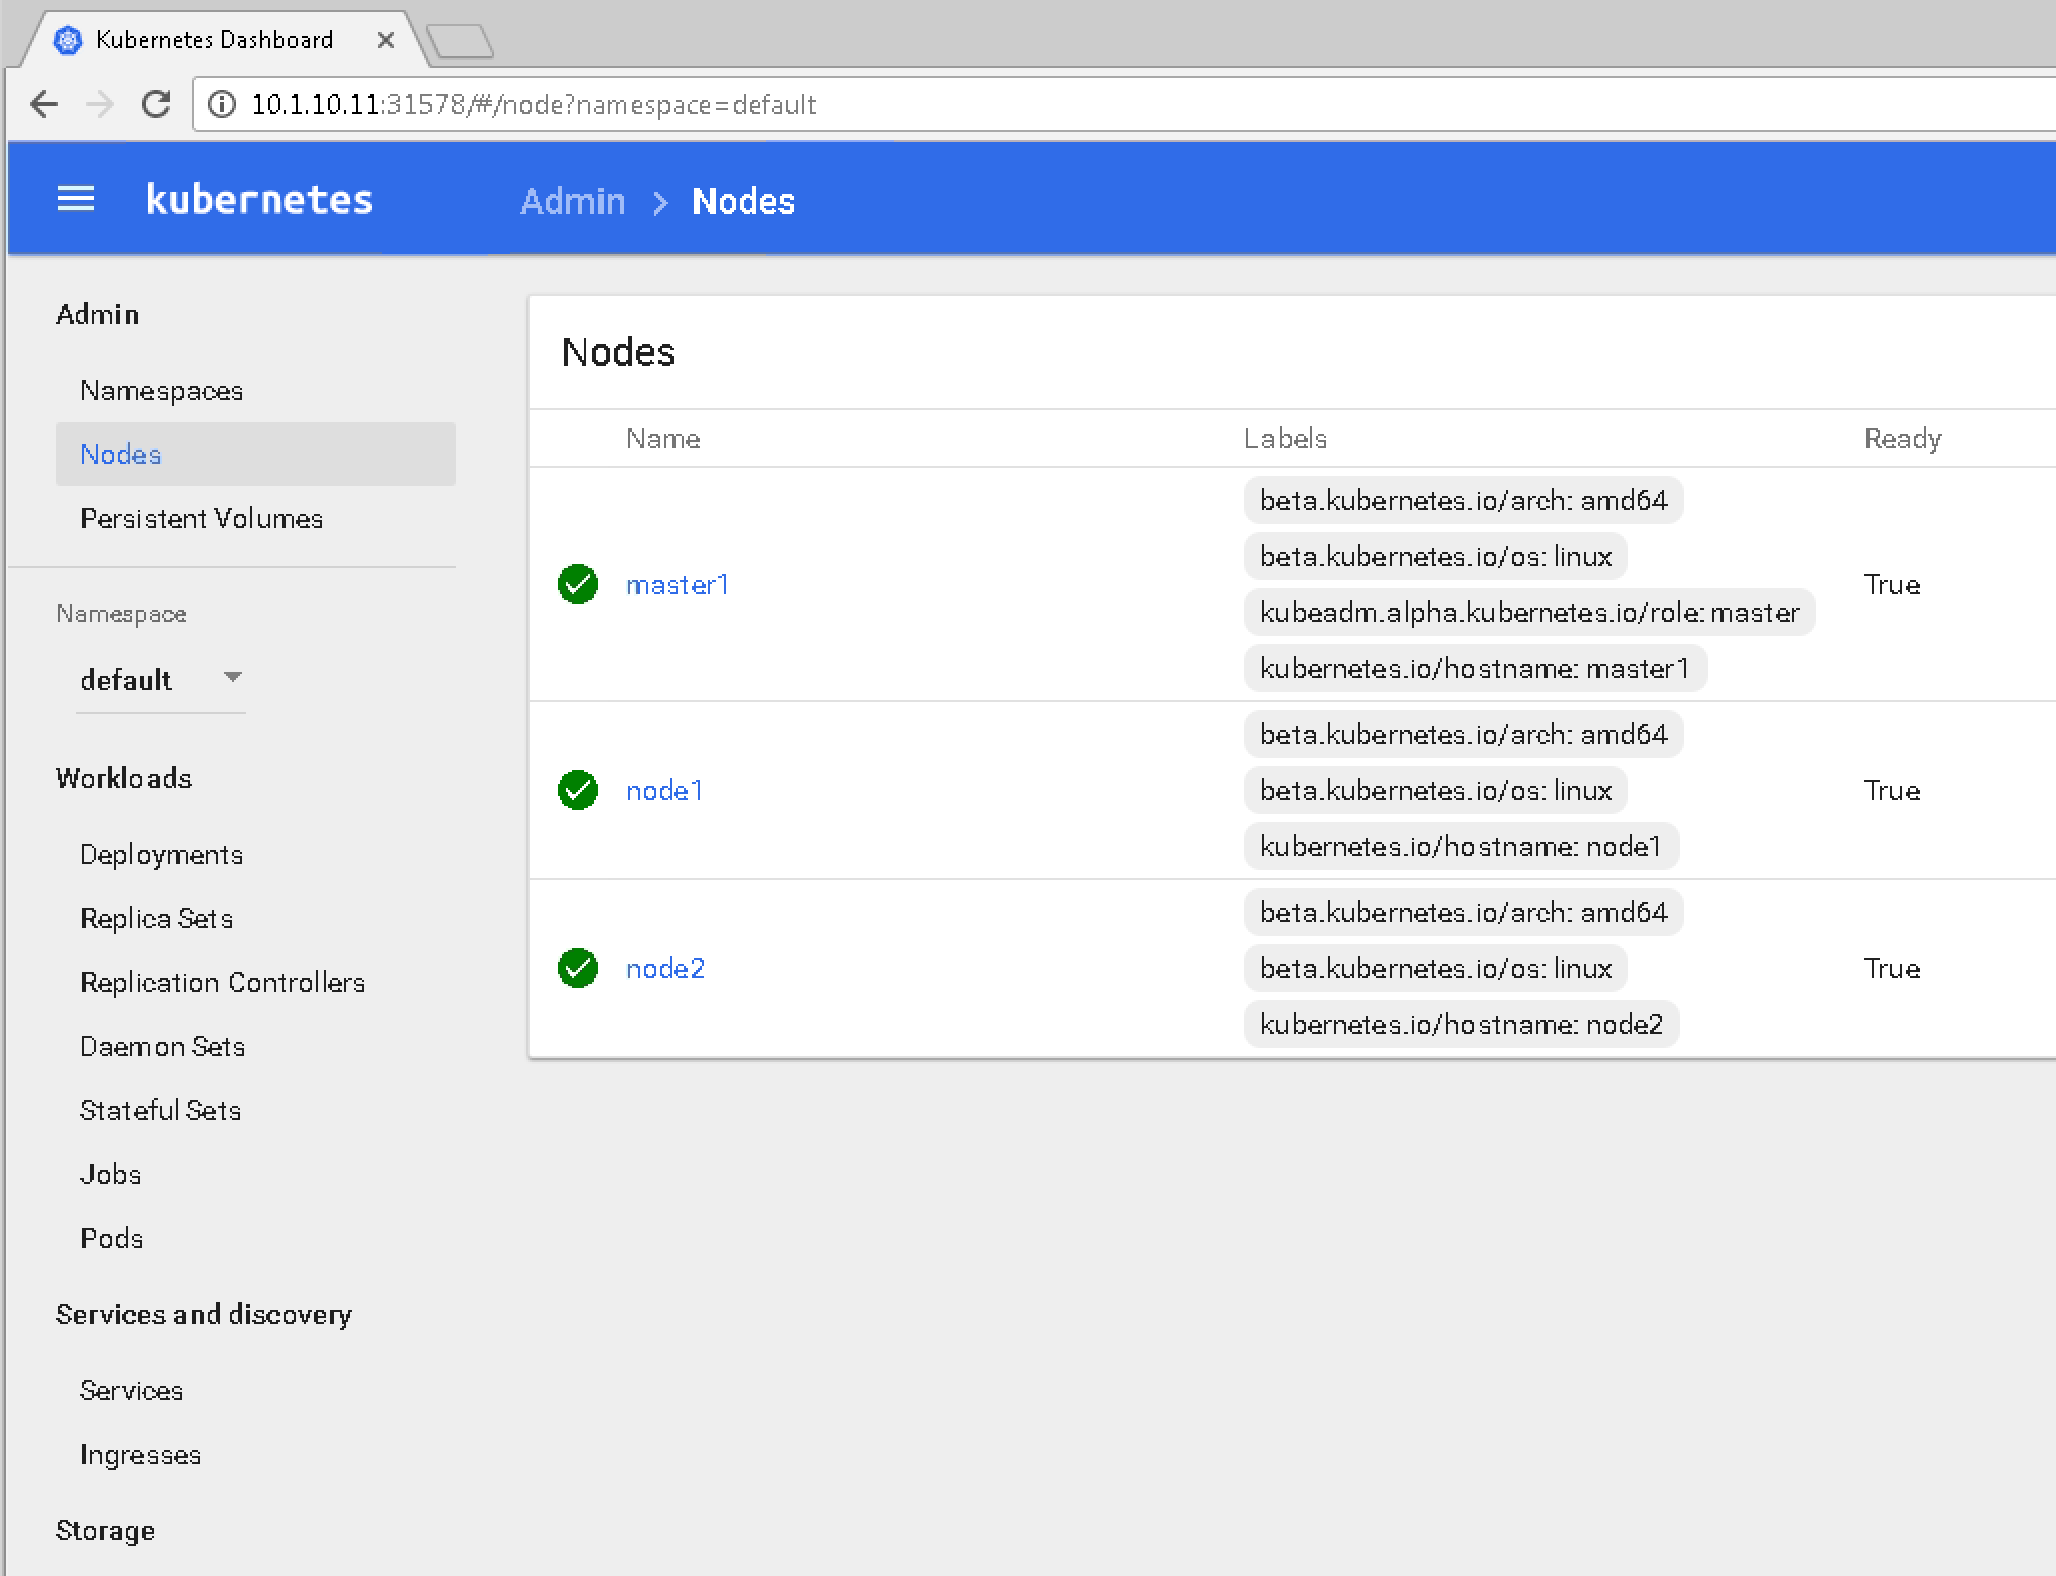 Kubernetes Dashboard
10.1.10.11:31578/#/node?namespace=default
kubernetes Admin > Nodes
Admin
Namespaces
Nodes
Persistent Volumes
Namespace
default
Workloads
Deployments
Replica Sets
Replication Controllers
Daemon Sets
Stateful Sets
Jobs
Pods
Services and discovery
Services
Ingresses
Storage
Nodes
Name Labels Ready
beta.kubernetes.io/arch: amd64
beta.kubernetes.io/os: linux
master1 True
kubeadm.alpha.kubernetes.io/role: master
kubernetes.io/hostname: master1
beta.kubernetes.io/arch: amd64
node1 beta.kubernetes.io/os: linux True
kubernetes.io/hostname: node1
beta.kubernetes.io/arch: amd64
node2 beta.kubernetes.io/os: linux True
kubernetes.io/hostname: node2